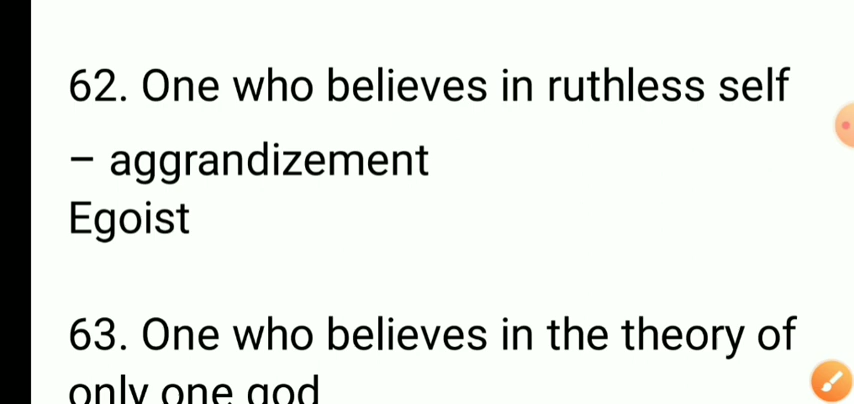 62. One who believes in ruthless self
– aggrandizement
Egoist
63. One who believes in the theory of
only one god